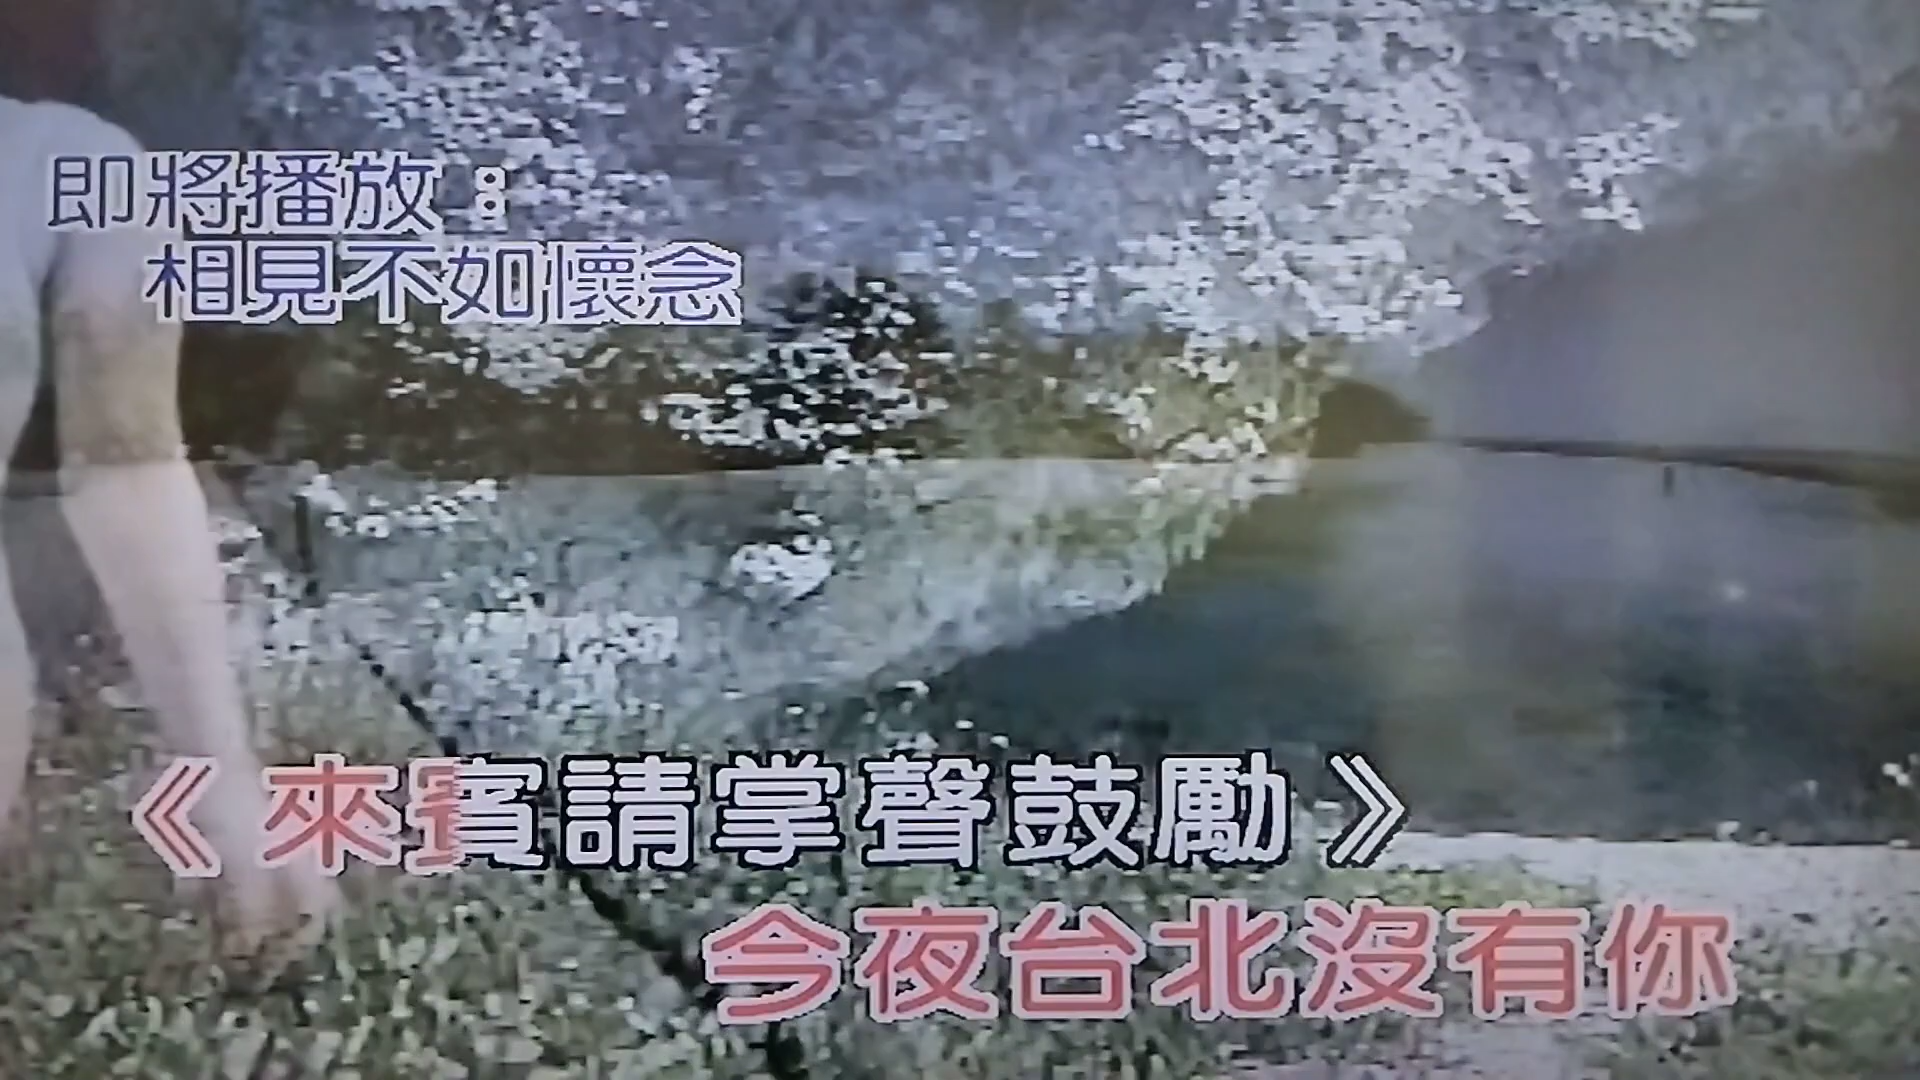 即將播放：
相見不如懷念
《來賓請掌聲鼓勵》
今夜台北沒有你